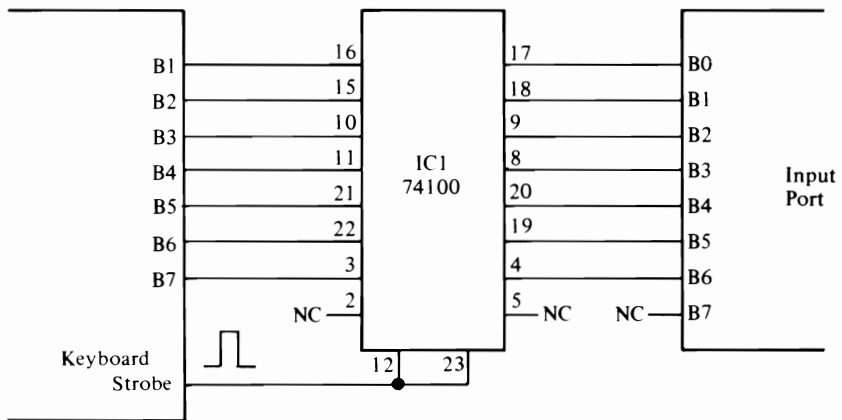 B1 16 17 B0
B2 15 18 B1
B3 10 9 B2
B4 11 8 B3
IC1
74100
Input
Port
B5 21 20 B4
B6 22 19 B5
B7 3 4 B6
NC 2 5 NC NC B7
Keyboard
Strobe
12 23